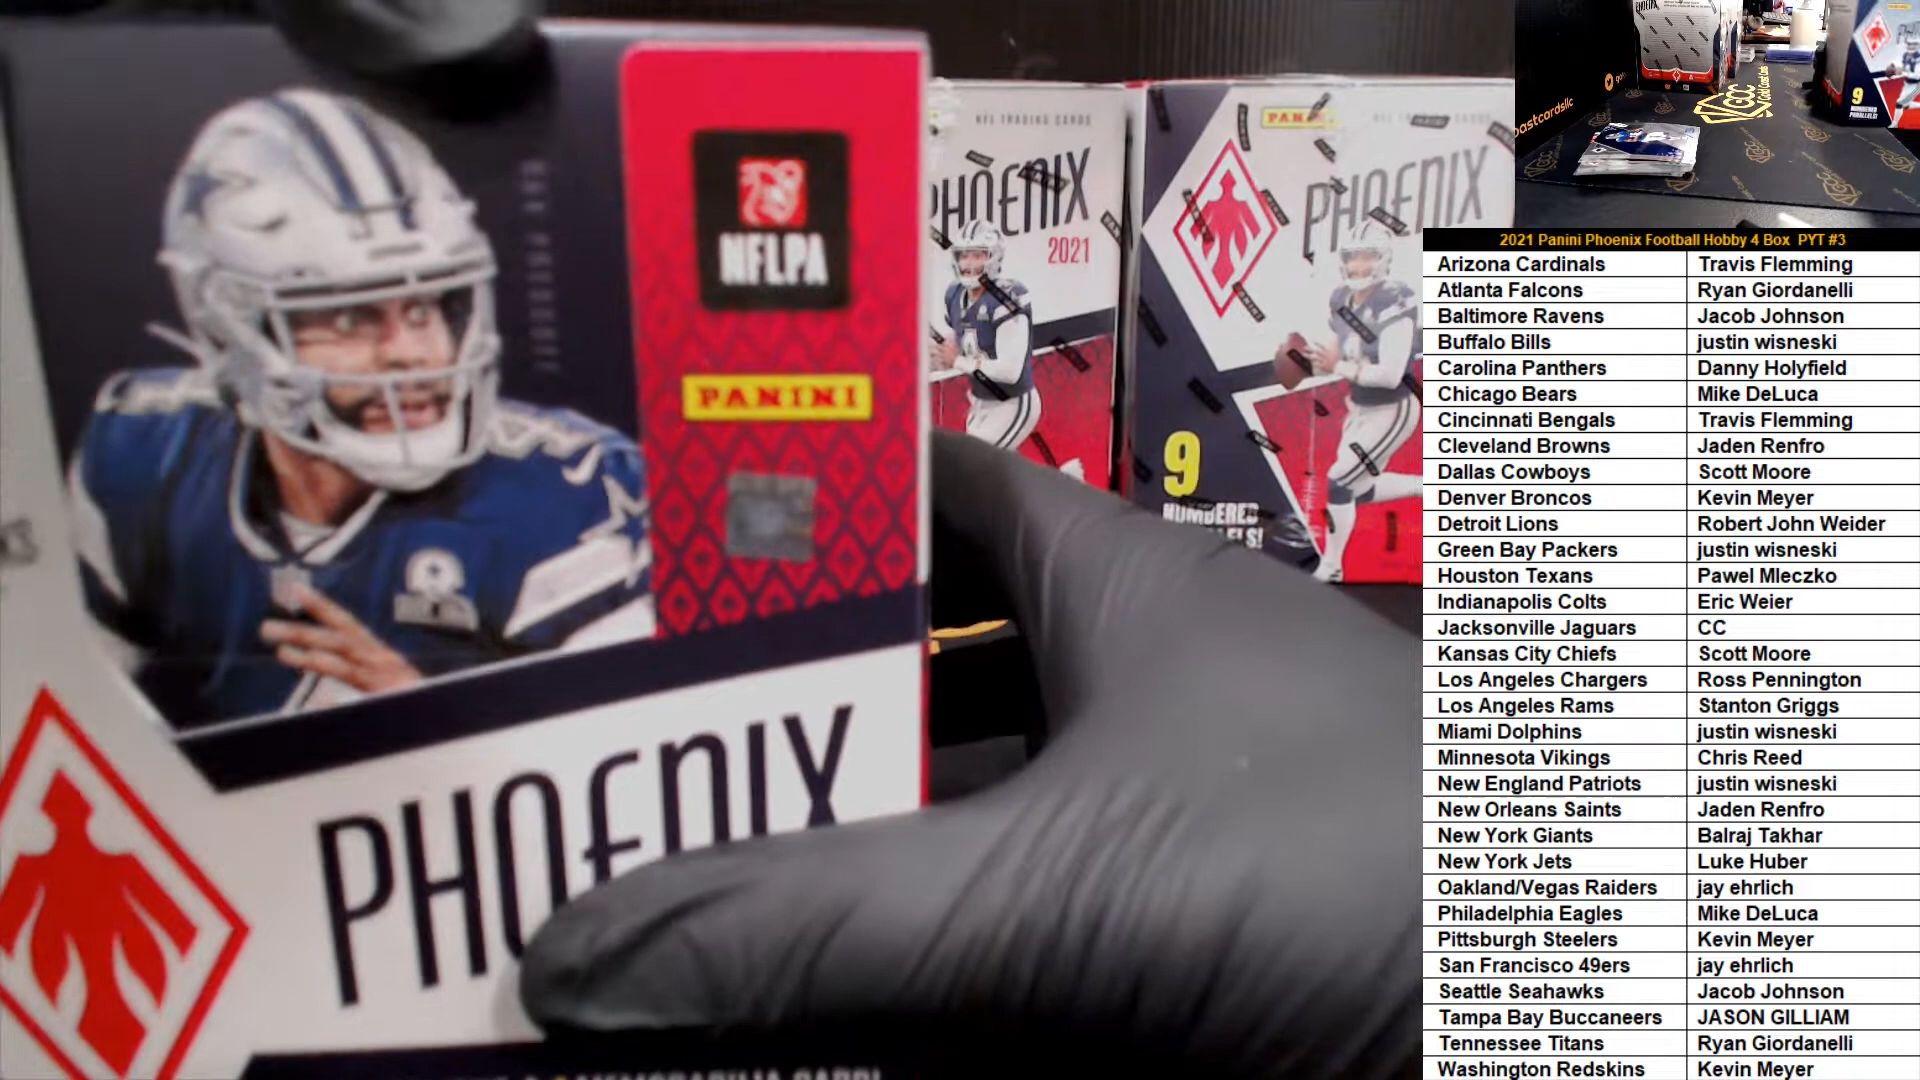 NFLPA
PANINI
PHOENIX
NFL TRADING CARDS
PHOENIX
2021
PANINI
PHOENIX
9
NUMBERED
PHOENIX
9
NUMBERED
PARALLELS!
2021 Panini Phoenix Football Hobby 4 Box PYT #3
Arizona Cardinals Travis Flemming
Atlanta Falcons Ryan Giordanelli
Baltimore Ravens Jacob Johnson
Buffalo Bills justin wisneski
Carolina Panthers Danny Holyfield
Chicago Bears Mike DeLuca
Cincinnati Bengals Travis Flemming
Cleveland Browns Jaden Renfro
Dallas Cowboys Scott Moore
Denver Broncos Kevin Meyer
Detroit Lions Robert John Weider
Green Bay Packers justin wisneski
Houston Texans Pawel Mleczko
Indianapolis Colts Eric Weier
Jacksonville Jaguars CC
Kansas City Chiefs Scott Moore
Los Angeles Chargers Ross Pennington
Los Angeles Rams Stanton Griggs
Miami Dolphins justin wisneski
Minnesota Vikings Chris Reed
New England Patriots justin wisneski
New Orleans Saints Jaden Renfro
New York Giants Balraj Takhar
New York Jets Luke Huber
Oakland/Vegas Raiders jay ehrlich
Philadelphia Eagles Mike DeLuca
Pittsburgh Steelers Kevin Meyer
San Francisco 49ers jay ehrlich
Seattle Seahawks Jacob Johnson
Tampa Bay Buccaneers JASON GILLIAM
Tennessee Titans Ryan Giordanelli
Washington Redskins Kevin Meyer